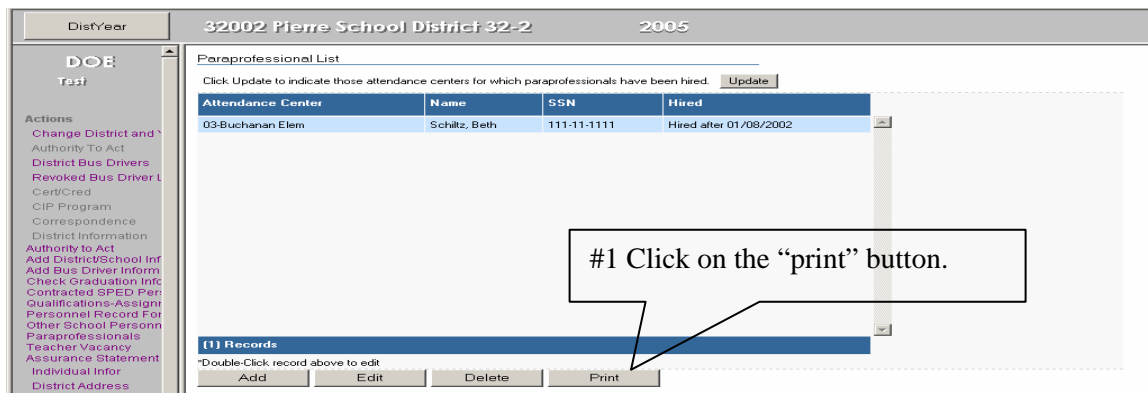 DistYear 32002 Pierre School District 32-2 2005
DOE
Test
Actions
Change District and Y
Authority To Act
District Bus Drivers
Revoked Bus Driver L
Cert/Cred
CIP Program
Correspondence
District Information
Authority to Act
Add District/School Inf
Add Bus Driver Inform
Check Graduation Info
Contracted SPED Per
Qualifications-Assignm
Personnel Record For
Other School Personn
Paraprofessionals
Teacher Vacancy
Assurance Statement
Individual Infor
District Address
Paraprofessional List
Click Update to indicate those attendance centers for which paraprofessionals have been hired. Update
Attendance Center Name SSN Hired
03-Buchanan Elem Schiltz, Beth 111-11-1111 Hired after 01/08/2002
#1 Click on the “print” button.
(1) Records
*Double-Click record above to edit
Add Edit Delete Print